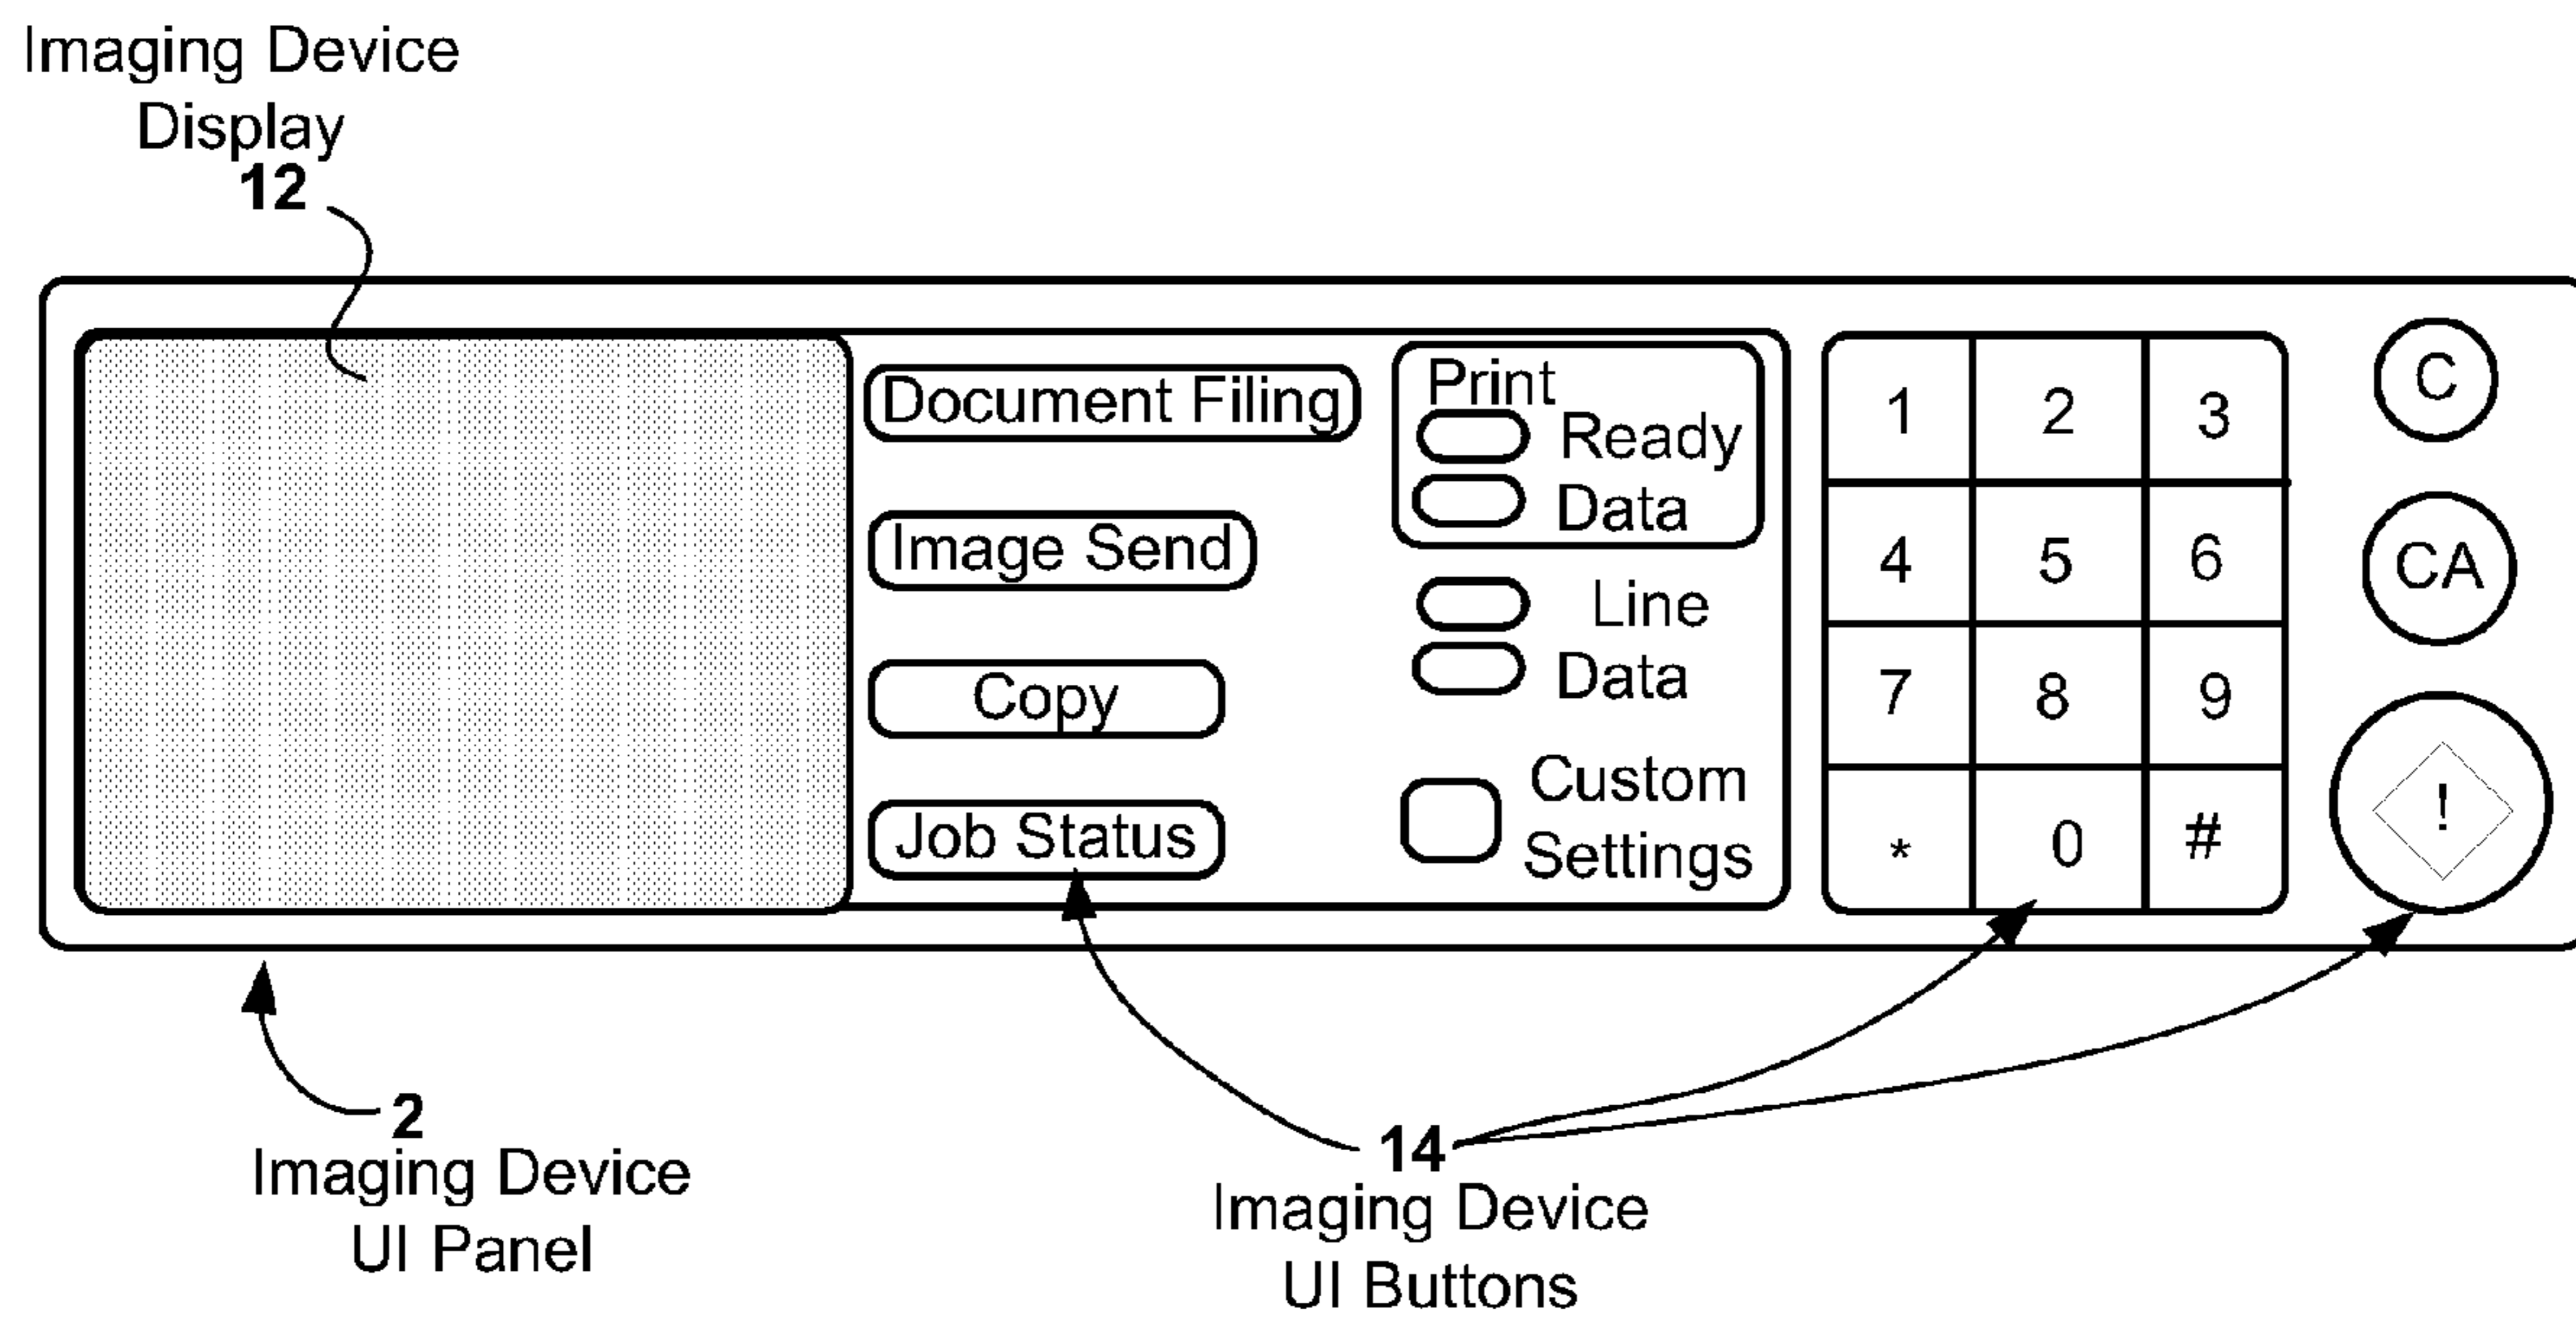 Imaging Device
Display
12
Document Filing
Image Send
Copy
Job Status
Print
Ready
Data
Line
Data
Custom
Settings
1 2 3
4 5 6
7 8 9
* 0 #
C
CA
!
2
Imaging Device
UI Panel
14
Imaging Device
UI Buttons